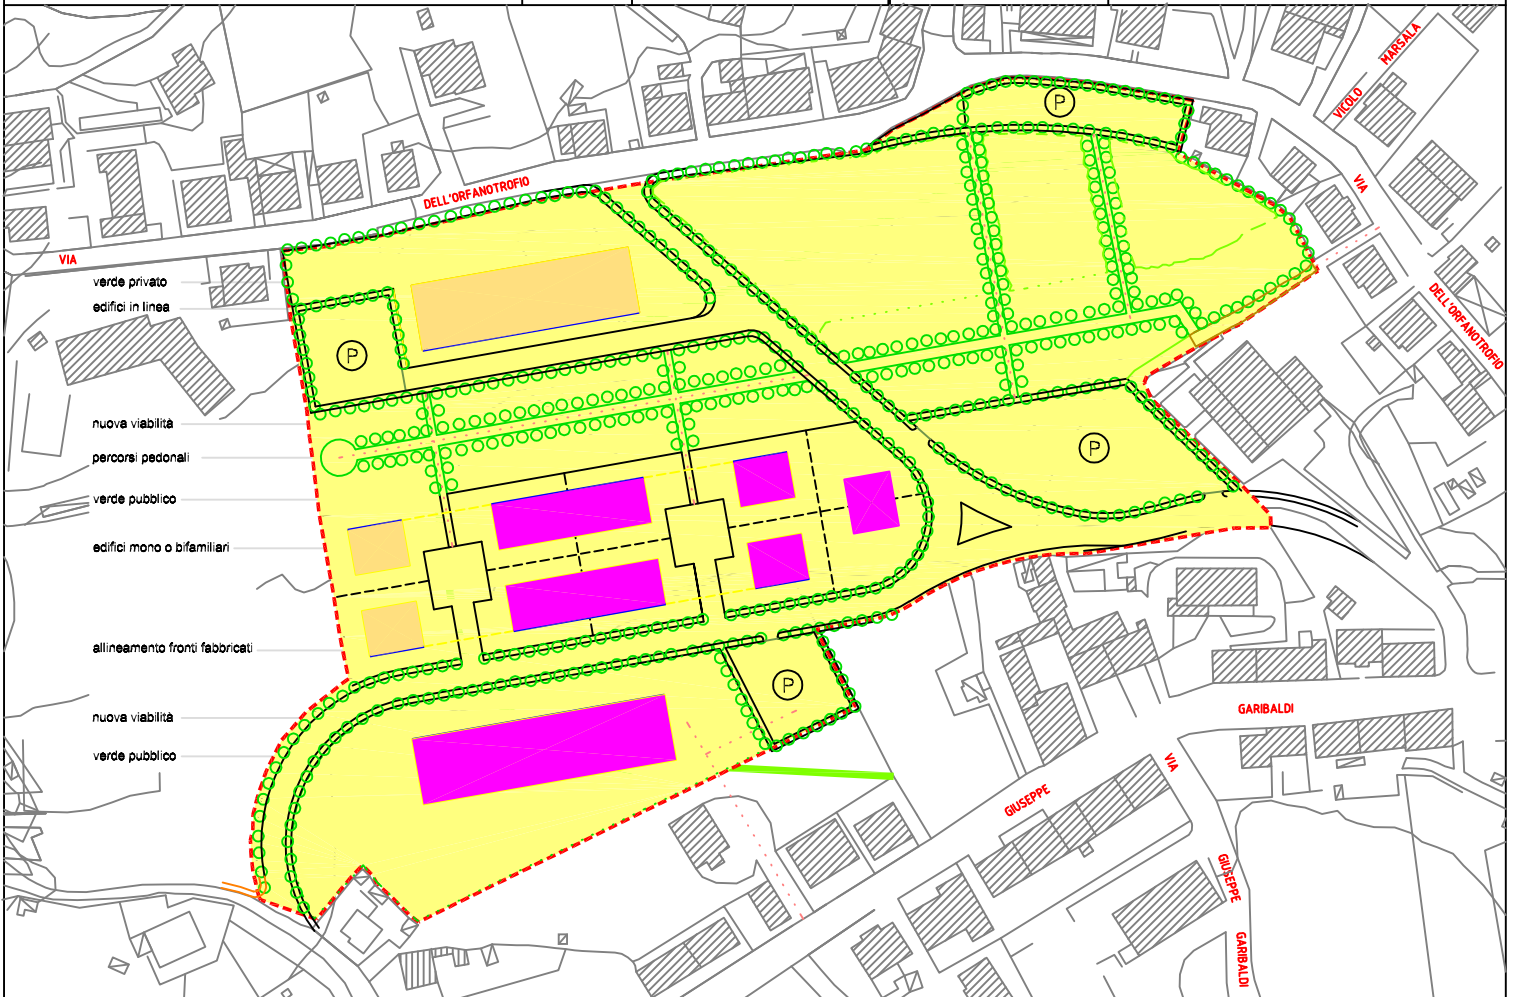 MARSALA
VICOLO
P
DELL'ORFANOTROFIO
VIA
VIA
verde privato
edifici in linea
DELL'ORFANOTROFIO
P
nuova viabilità
percorsi pedonali
P
verde pubblico
edifici mono o bifamiliari
allineamento fronti fabbricati
P
nuova viabilità
GARIBALDI
verde pubblico
VIA
GIUSEPPE
GIUSEPPE
GARIBALDI